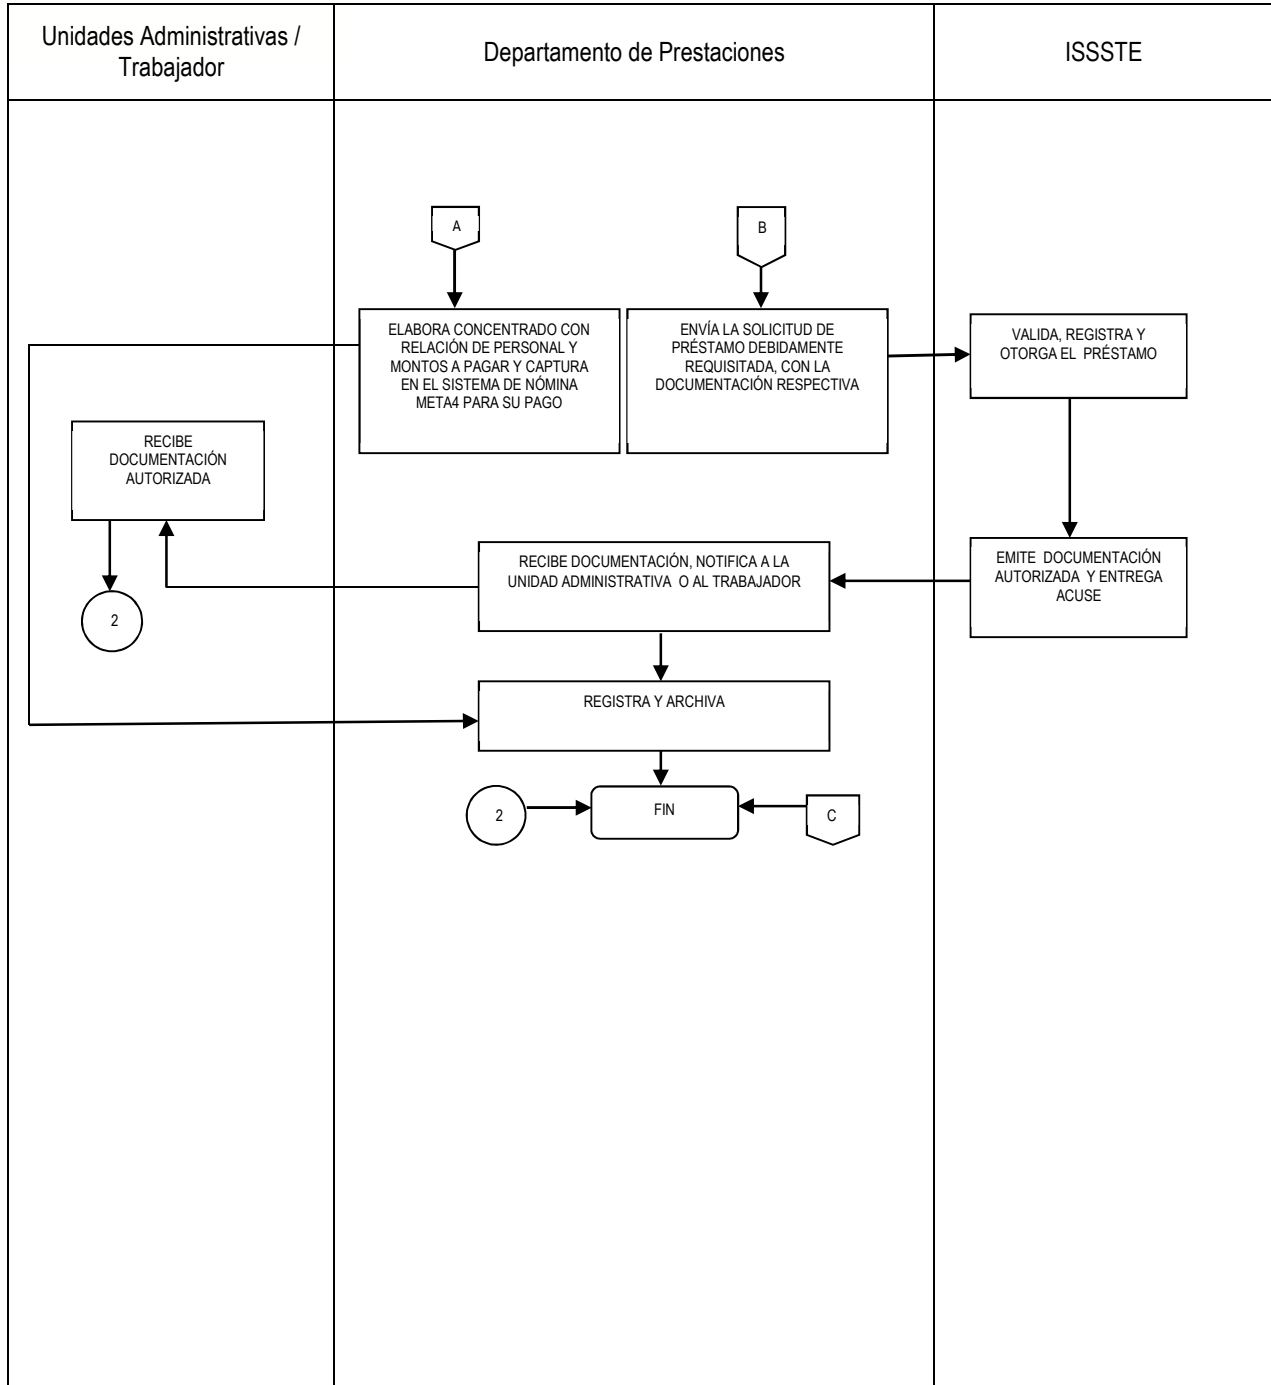 Unidades Administrativas /
Trabajador
Departamento de Prestaciones
ISSSTE
A
B
ELABORA CONCENTRADO CON
RELACIÓN DE PERSONAL Y
MONTOS A PAGAR Y CAPTURA
EN EL SISTEMA DE NÓMINA
META4 PARA SU PAGO
ENVÍA LA SOLICITUD DE
PRÉSTAMO DEBIDAMENTE
REQUISITADA, CON LA
DOCUMENTACIÓN RESPECTIVA
VALIDA, REGISTRA Y
OTORGA EL PRÉSTAMO
RECIBE
DOCUMENTACIÓN
AUTORIZADA
RECIBE DOCUMENTACIÓN, NOTIFICA A LA
UNIDAD ADMINISTRATIVA O AL TRABAJADOR
EMITE DOCUMENTACIÓN
AUTORIZADA Y ENTREGA
ACUSE
2
REGISTRA Y ARCHIVA
2
FIN
C